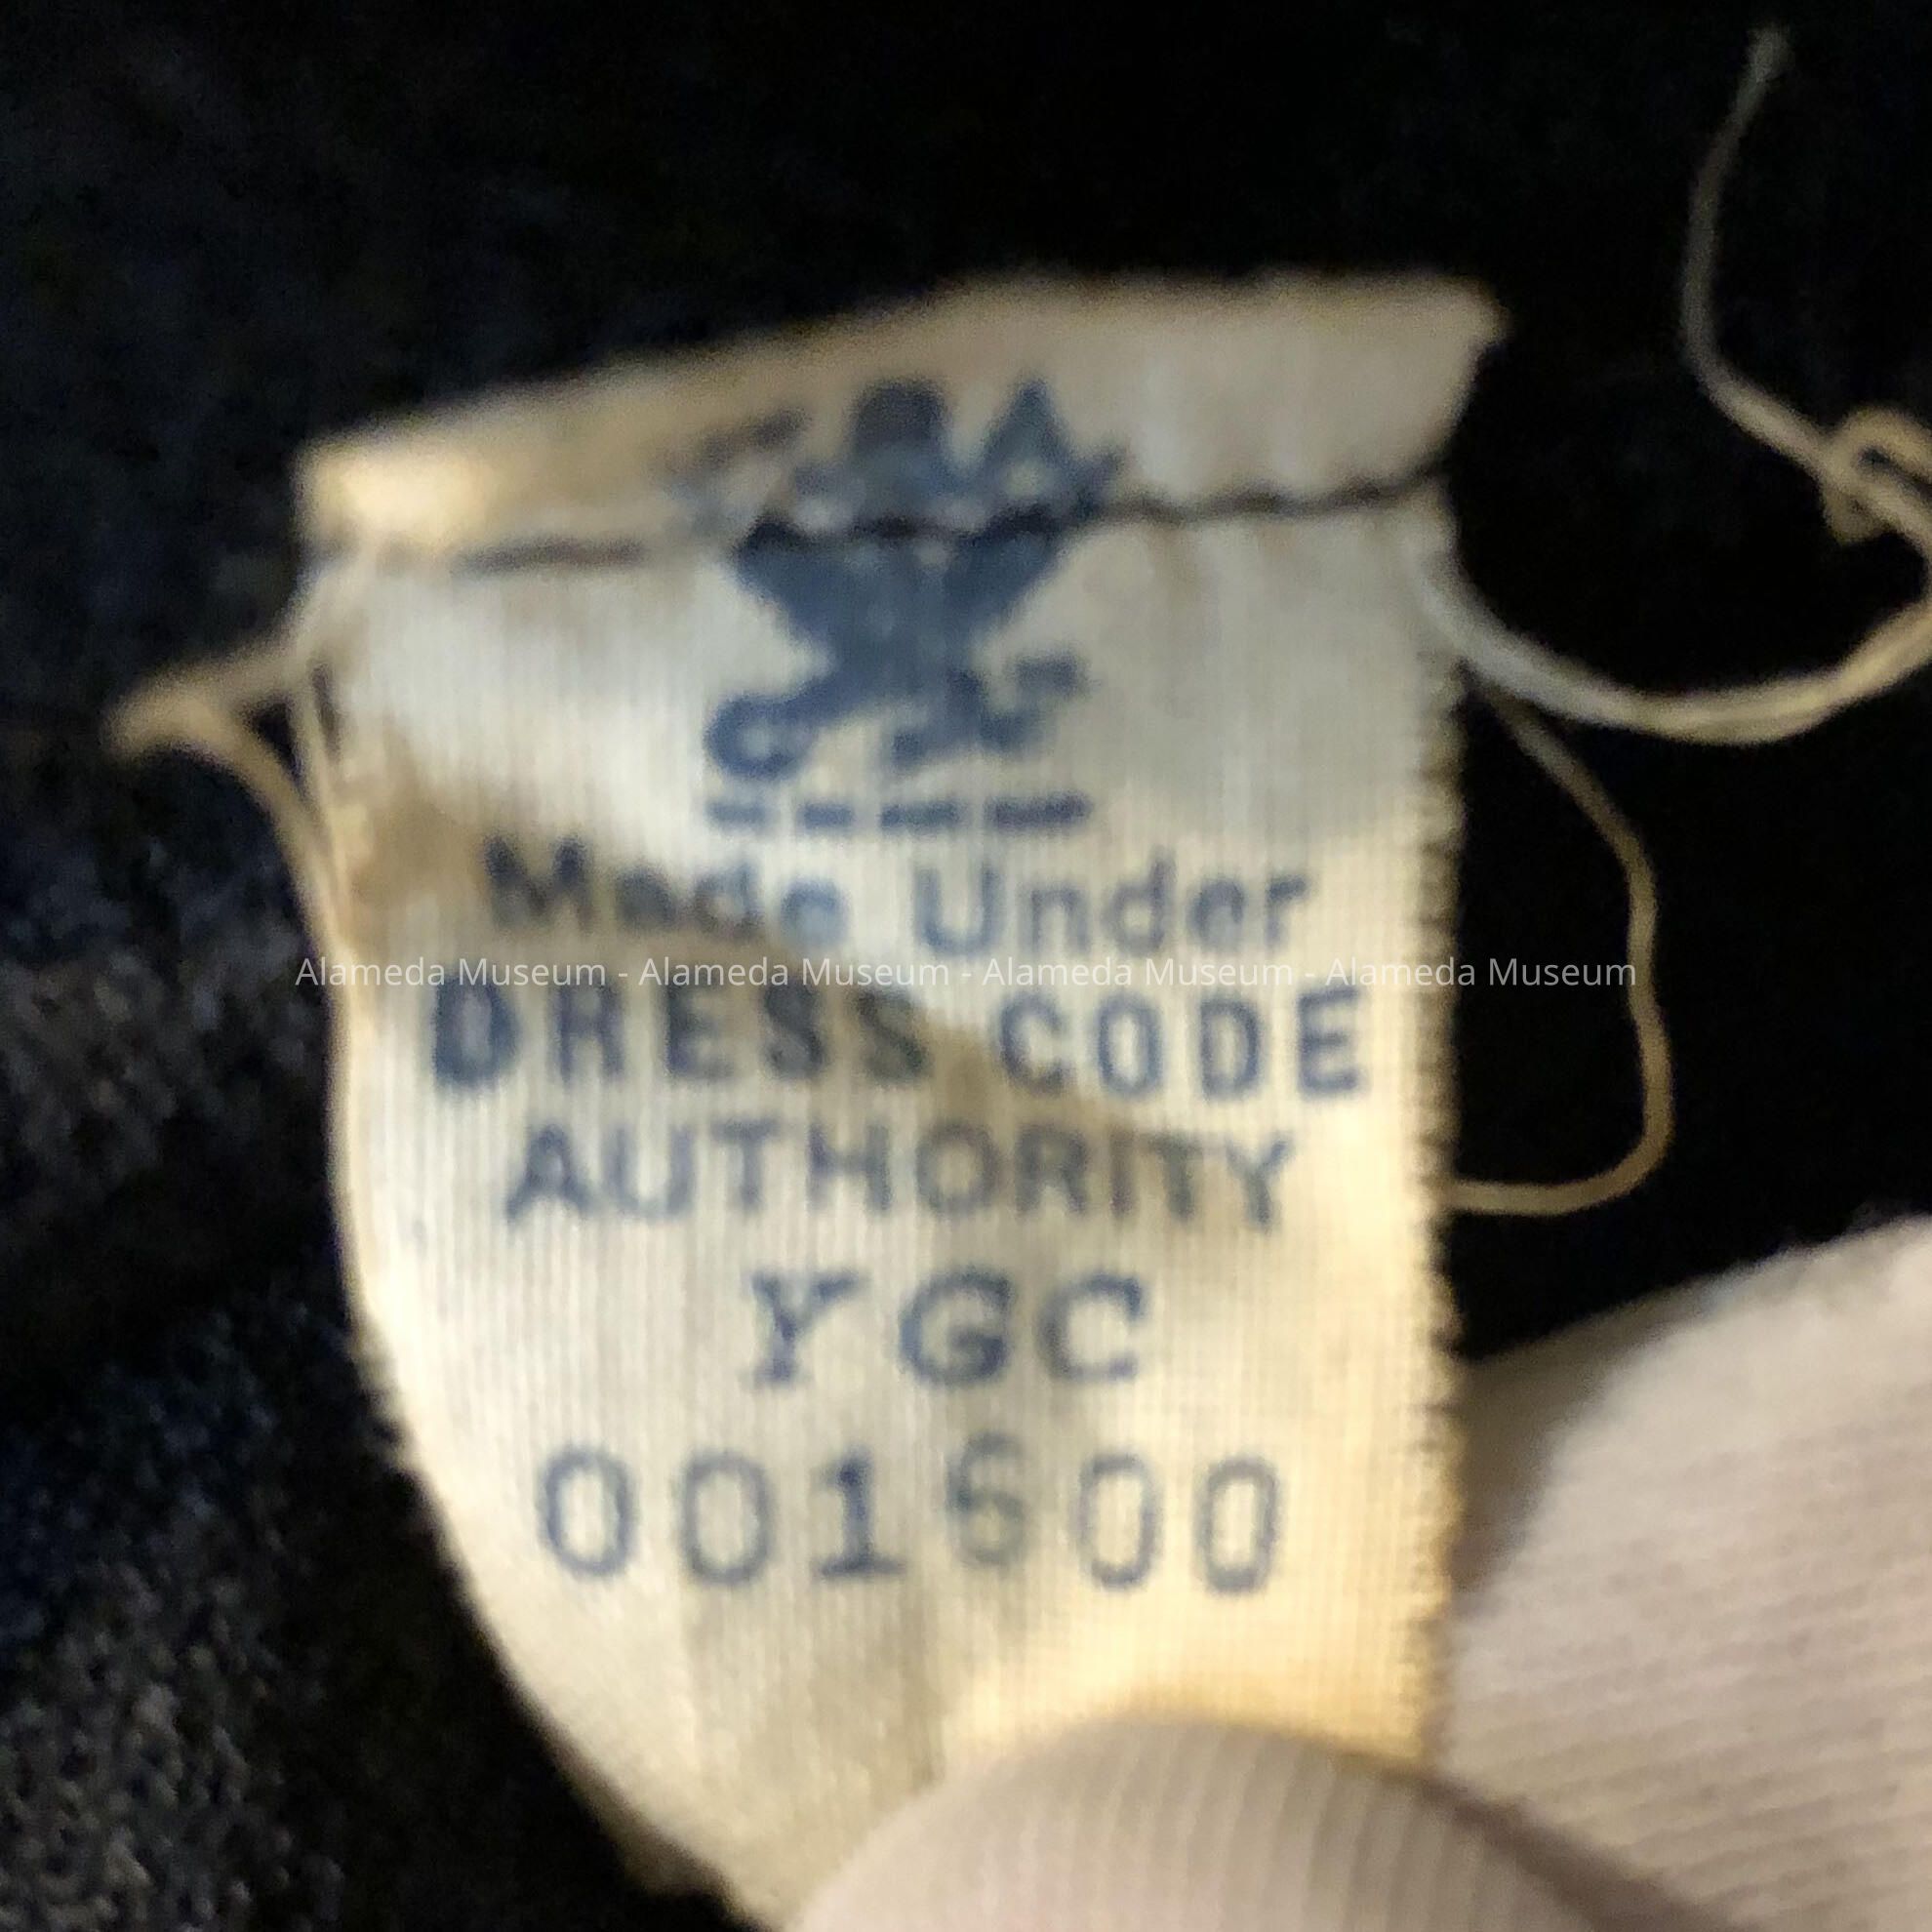 Made Under
Alameda Museum - Alameda Museum - Alameda Museum - Alameda Museum
DRESS CODE
AUTHORITY
YGC
001600